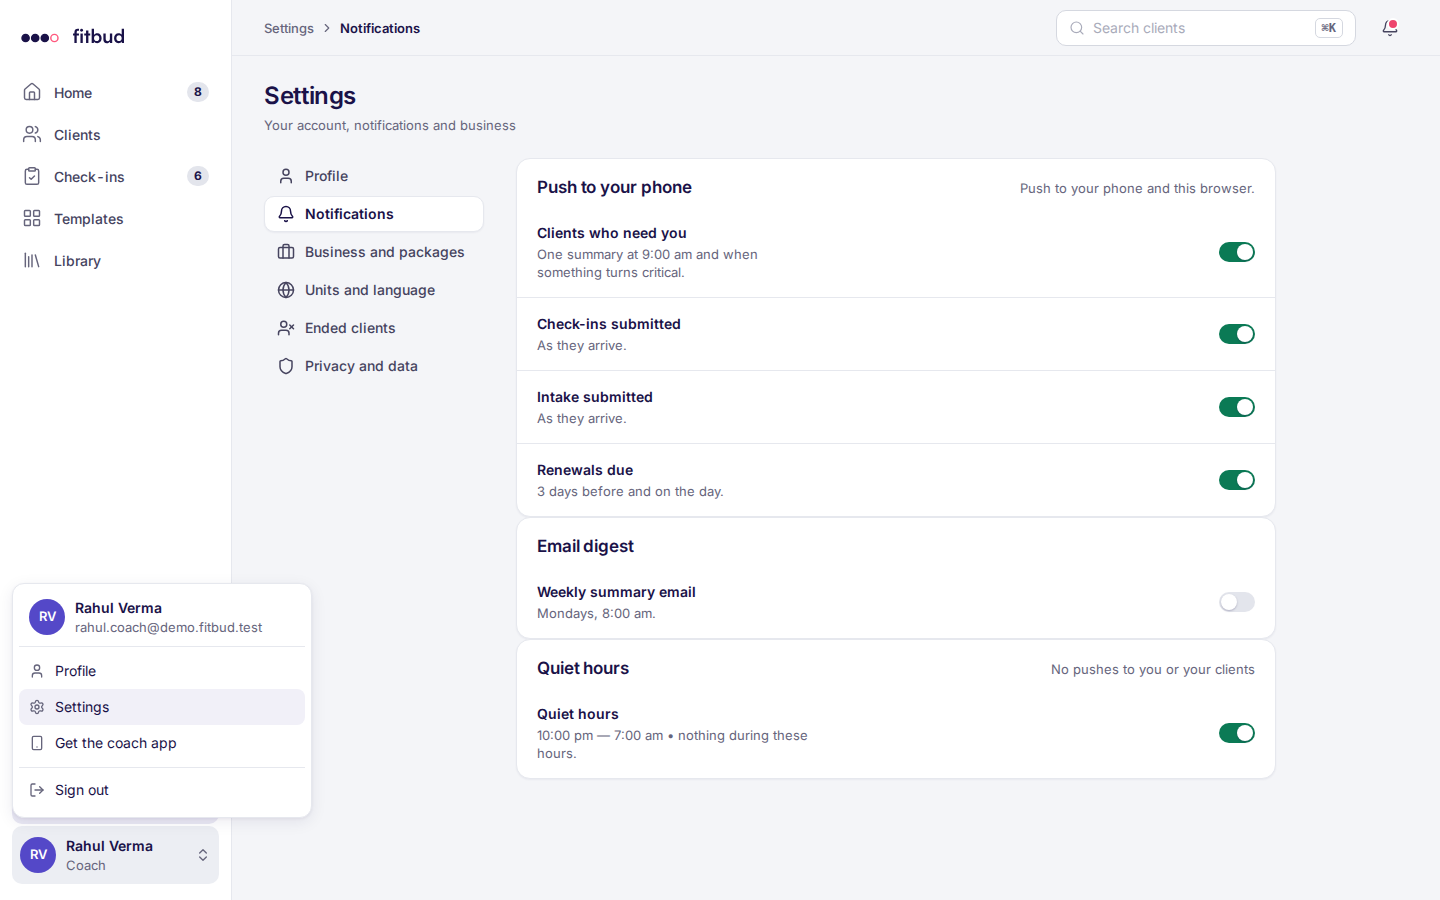 fitbud
Home 8
Clients
Check-ins 6
Templates
Library
Settings > Notifications
Search clients ⌘K
Settings
Your account, notifications and business
Profile
Notifications
Business and packages
Units and language
Ended clients
Privacy and data
Push to your phone
Push to your phone and this browser.
Clients who need you
One summary at 9:00 am and when
something turns critical.
Check-ins submitted
As they arrive.
Intake submitted
As they arrive.
Renewals due
3 days before and on the day.
Email digest
Weekly summary email
Mondays, 8:00 am.
Quiet hours
No pushes to you or your clients
Quiet hours
10:00 pm — 7:00 am • nothing during these
hours.
RV
Rahul Verma
rahul.coach@demo.fitbud.test
Profile
Settings
Get the coach app
Sign out
RV
Rahul Verma
Coach